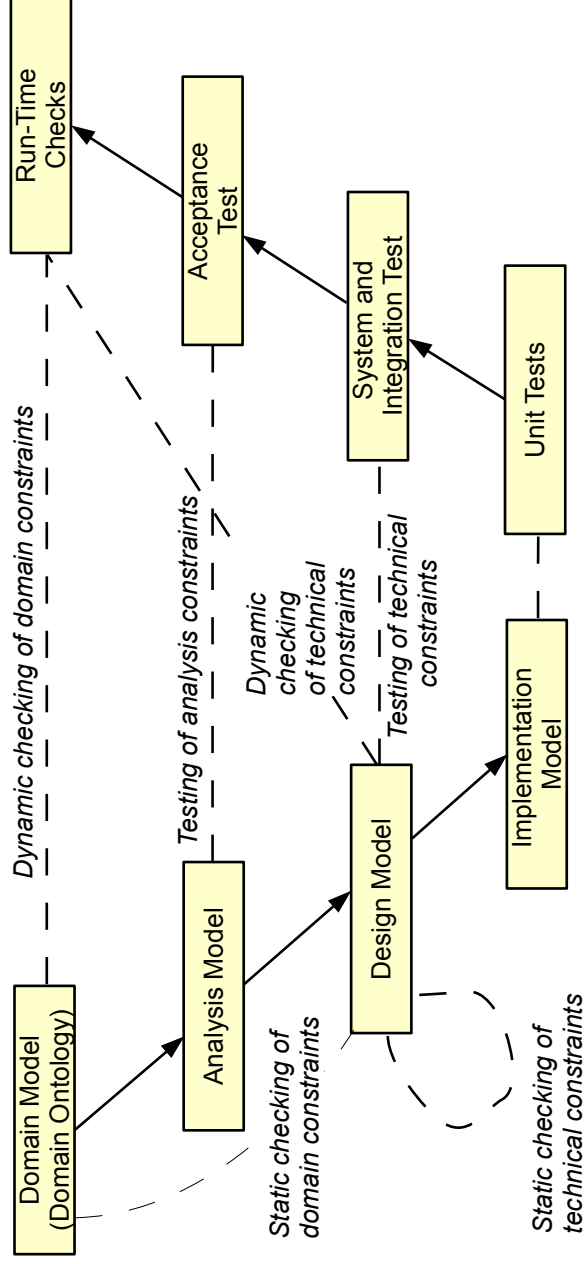 Domain Model
(Domain Ontology)
Dynamic checking of domain constraints
Run-Time
Checks
Analysis Model
Testing of analysis constraints
Acceptance
Test
Static checking of
domain constraints
Dynamic
checking
of technical
constraints
Design Model
Testing of technical
constraints
System and
Integration Test
Implementation
Model
Unit Tests
Static checking of
technical constraints